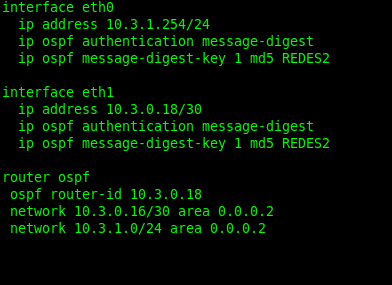 interface eth0
  ip address 10.3.1.254/24
  ip ospf authentication message-digest
  ip ospf message-digest-key 1 md5 REDES2

interface eth1
  ip address 10.3.0.18/30
  ip ospf authentication message-digest
  ip ospf message-digest-key 1 md5 REDES2

router ospf
 ospf router-id 10.3.0.18
 network 10.3.0.16/30 area 0.0.0.2
 network 10.3.1.0/24 area 0.0.0.2